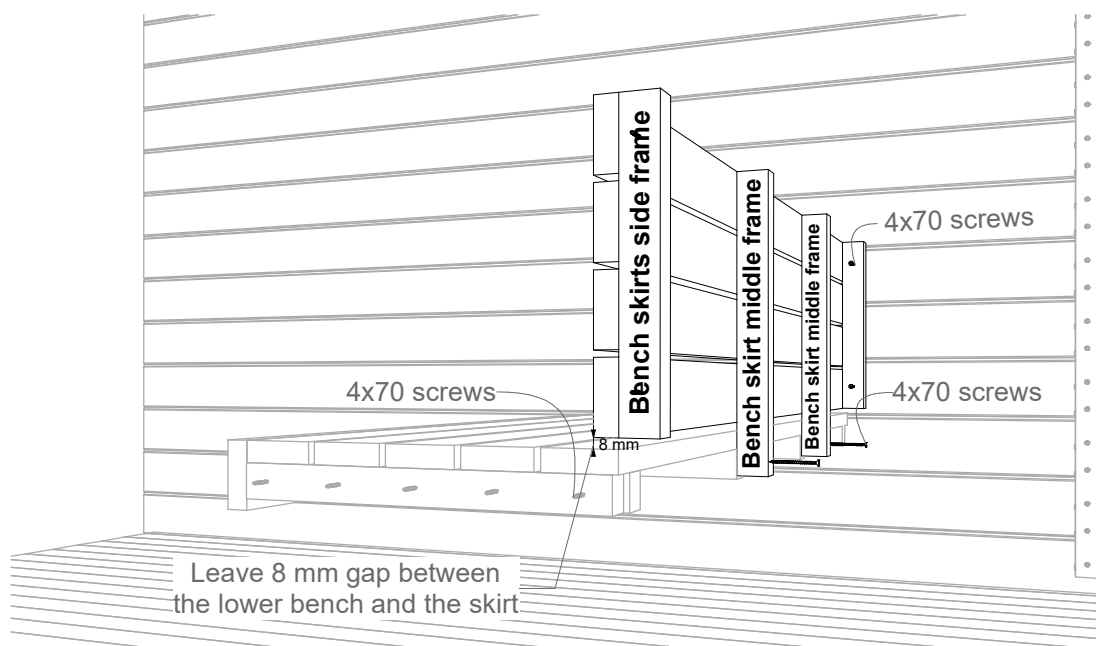 Bench skirts side frame
Bench skirt middle frame
Bench skirt middle frame
4x70 screws
4x70 screws
4x70 screws
8 mm
Leave 8 mm gap between
the lower bench and the skirt